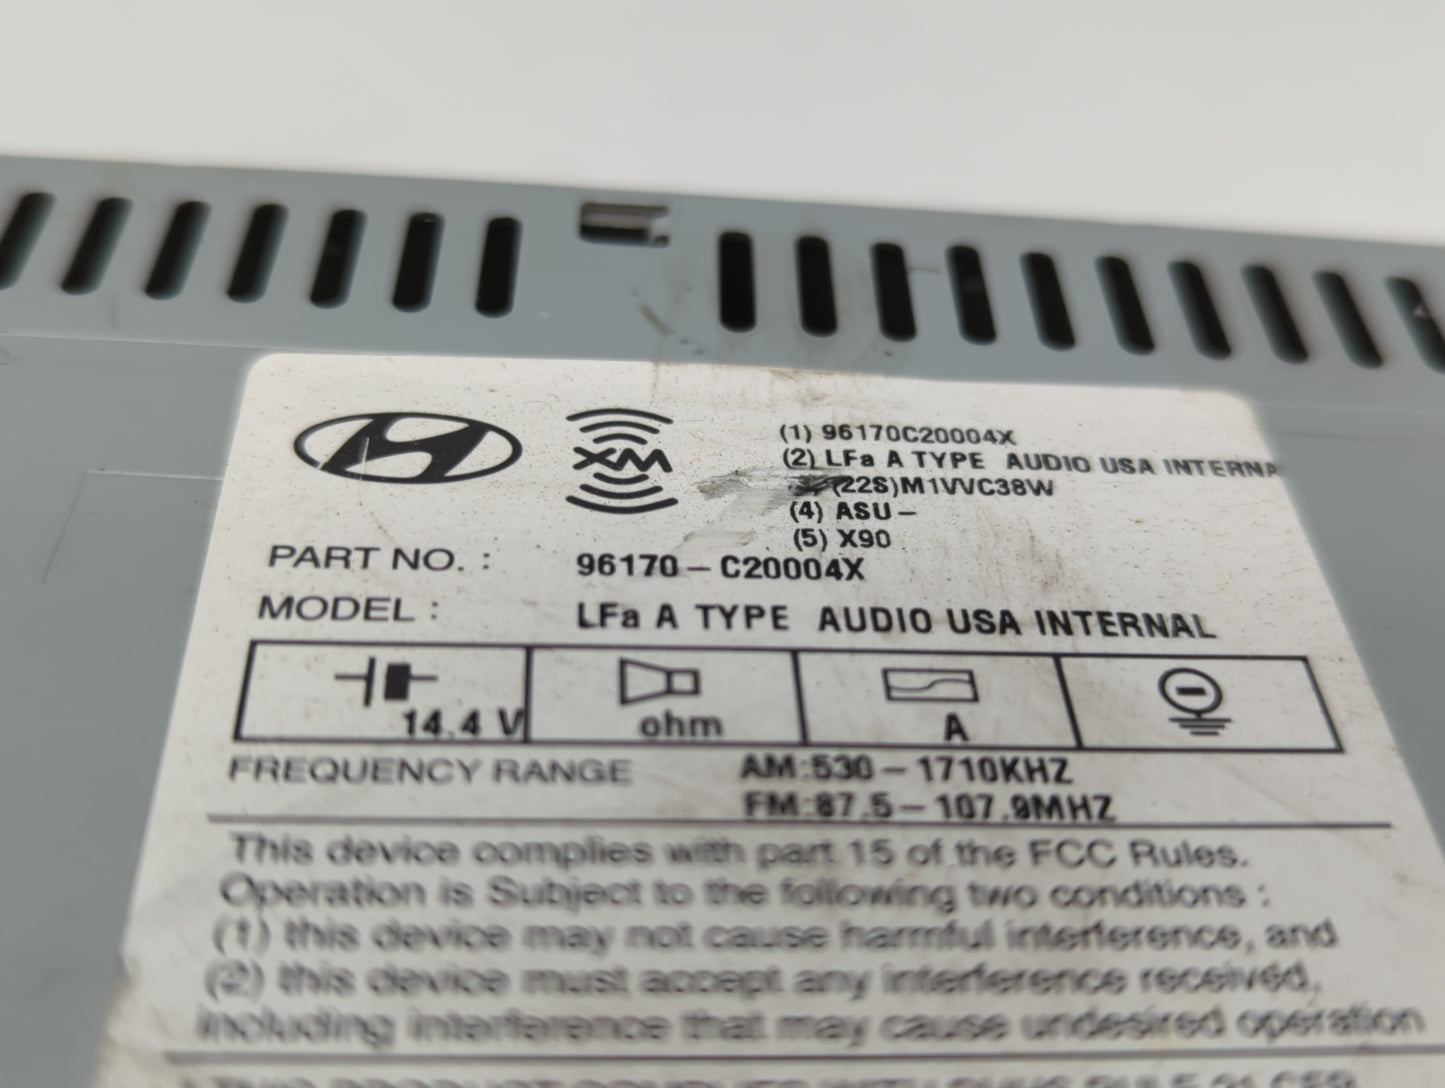 XM
(1) 96170C20004X
(2) LFa A TYPE AUDIO USA INTERNA
(22S)M1VVC38W
(4) ASU-
(5) X90
PART NO. : 96170-C20004X
MODEL : LFa A TYPE AUDIO USA INTERNAL
14.4 V ohm A
FREQUENCY RANGE AM:530-1710KHZ
FM:87.5-107.9MHZ
This device complies with part 15 of the FCC Rules.
Operation is Subject to the following two conditions :
(1) this device may not cause harmful interference, and
(2) this device must accept any interference received,
including interference that may cause undesired operation